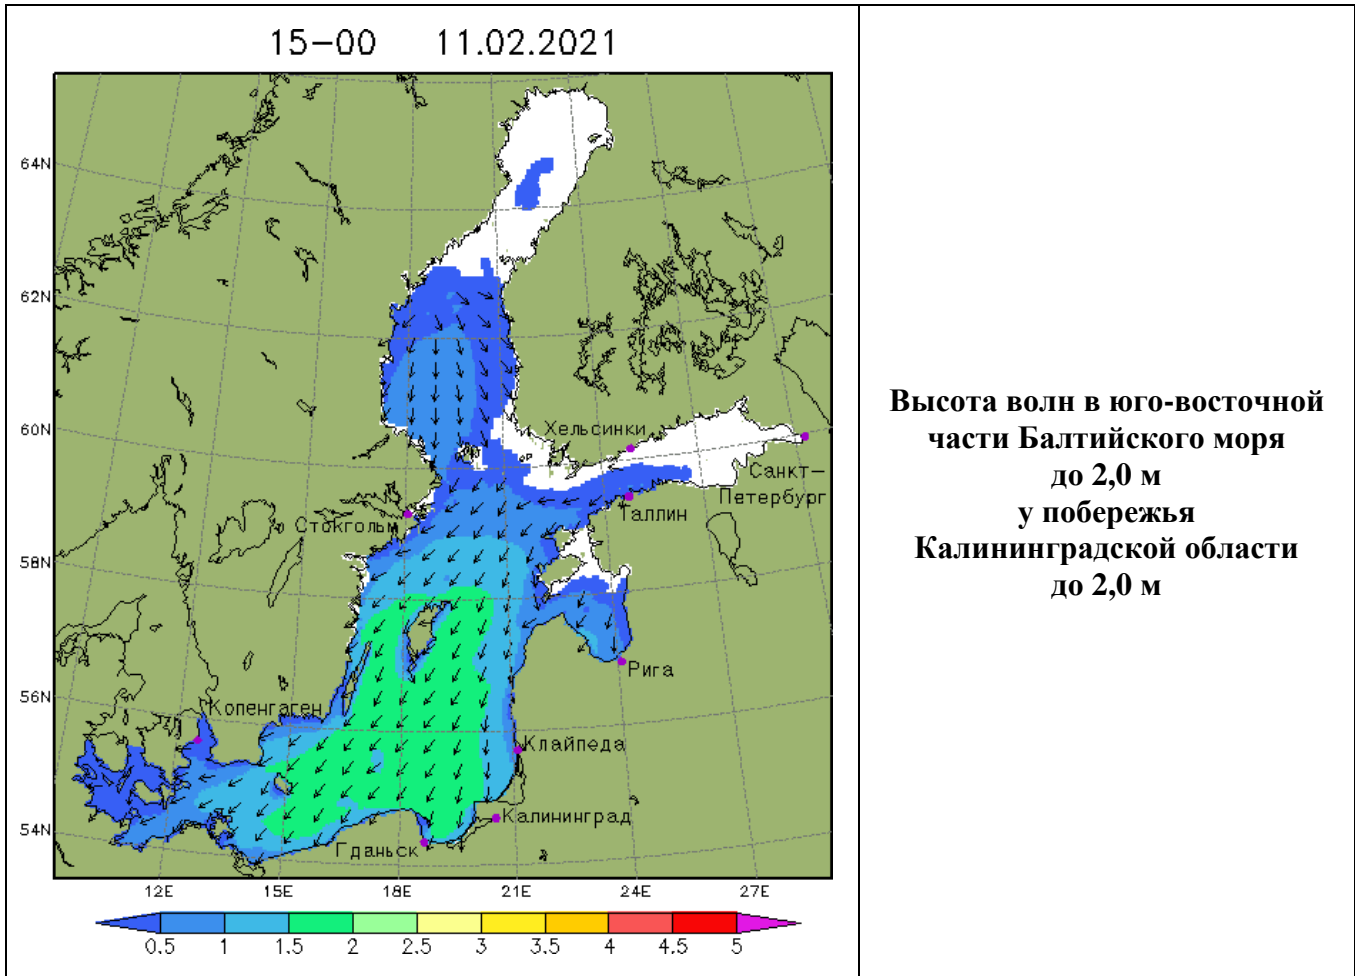 15-00 11.02.2021
64N
62N
60N
58N
56N
54N
Хельсинки
Санкт-
Петербург
Таллин
Стокгольм
Рига
Копенгаген
Клайпеда
Калининград
Гданьск
12E 15E 18E 21E 24E 27E
0.5 1 1.5 2 2.5 3 3.5 4 4.5 5
Высота волн в юго-восточной
части Балтийского моря
до 2,0 м
у побережья
Калининградской области
до 2,0 м